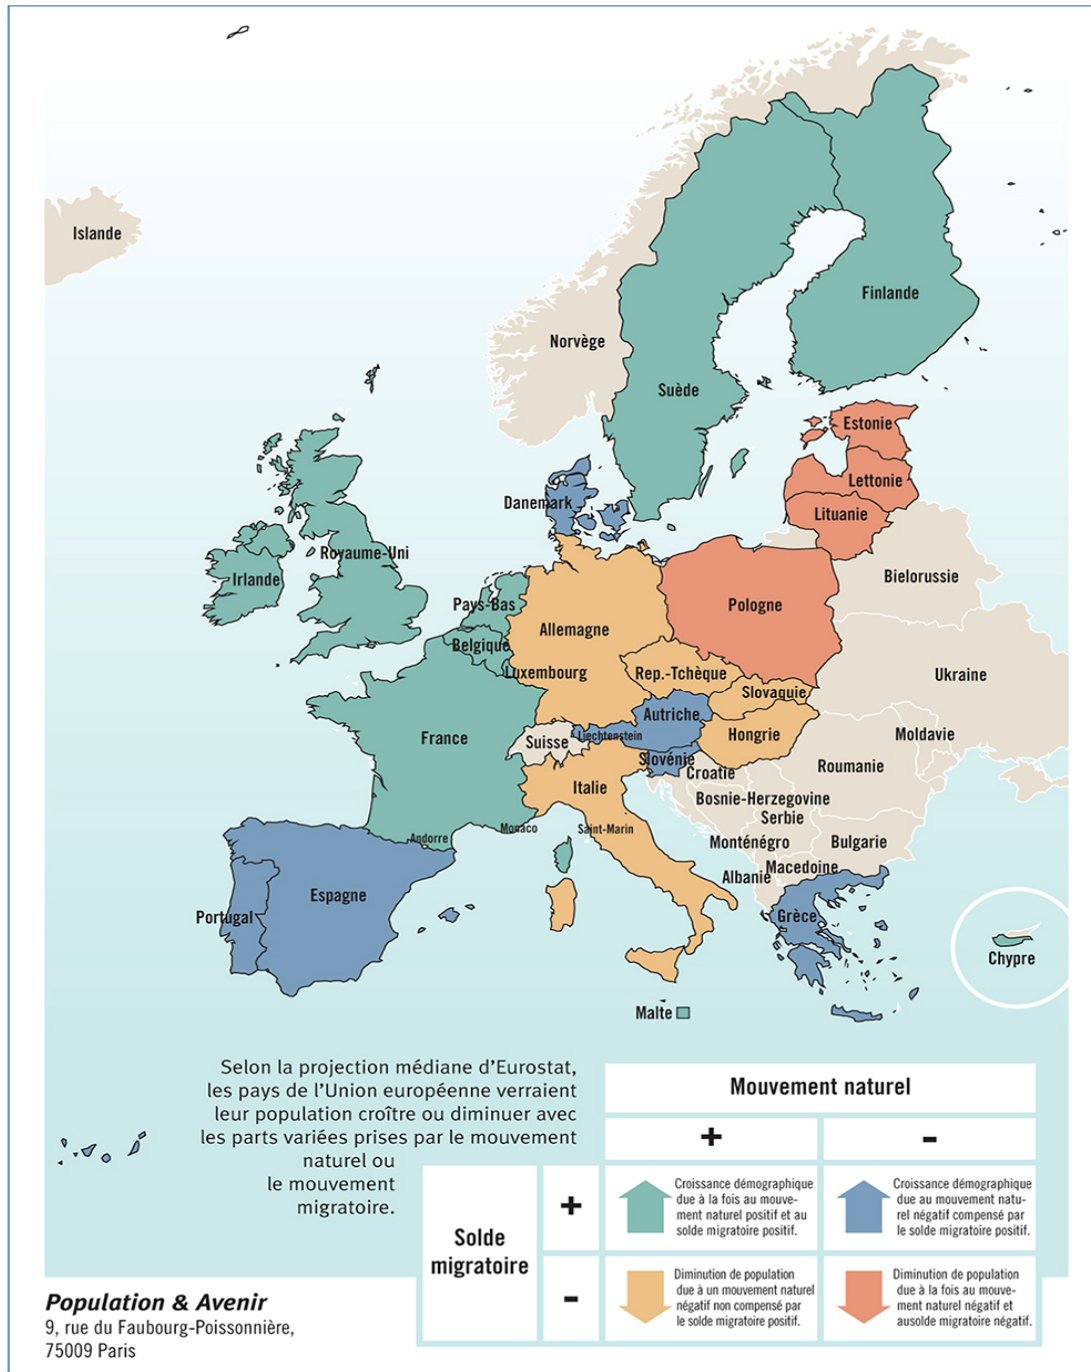 Islande
Finlande
Norvège
Suède
Estonie
Lettonie
Danemark
Lituanie
Royaume-Uni
Irlande
Bielorussie
Pays-Bas
Pologne
Allemagne
Belgique
Luxembourg
Rep.-Tchèque
Ukraine
Slovaquie
Autriche
France
Suisse
Liechtenstein
Hongrie
Moldavie
Slovénie
Croatie
Roumanie
Italie
Bosnie-Herzegovine
Serbie
Andorre
Monaco
Saint-Marin
Monténégro
Bulgarie
Macedoine
Albanie
Espagne
Portugal
Grèce
Chypre
Malte
Selon la projection médiane d'Eurostat,
les pays de l'Union européenne verraient
leur population croître ou diminuer avec
les parts variées prises par le mouvement
naturel ou
le mouvement
migratoire.
Mouvement naturel
+
-
Solde
migratoire
+
Croissance démographique
due à la fois au mouve-
ment naturel positif et au
solde migratoire positif.
Croissance démographique
due au mouvement natu-
rel négatif compensé par
le solde migratoire positif.
-
Diminution de population
due à un mouvement naturel
négatif non compensé par
le solde migratoire positif.
Diminution de population
due à la fois au mouve-
ment naturel négatif et
ausolde migratoire négatif.
Population & Avenir
9, rue du Faubourg-Poissonnière,
75009 Paris